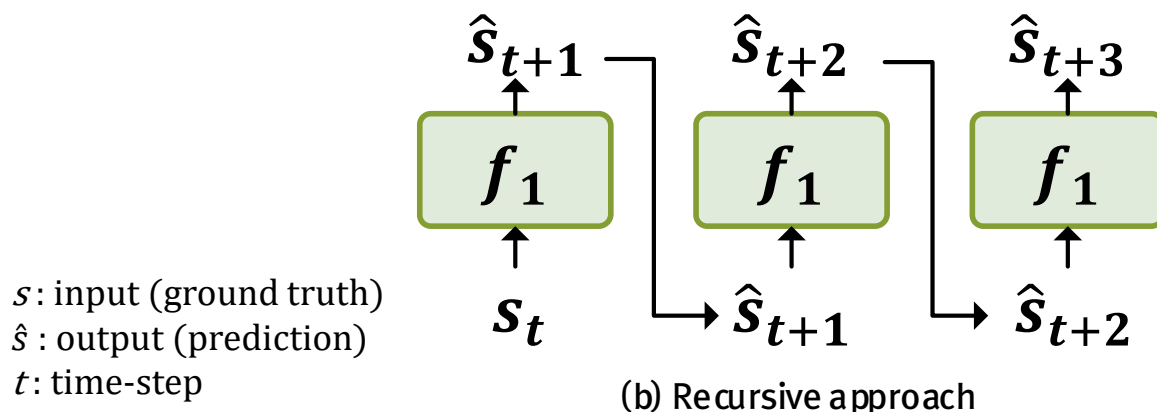 ŝₜ₊₁ ŝₜ₊₂ ŝₜ₊₃
f₁ f₁ f₁
sₜ ŝₜ₊₁ ŝₜ₊₂
s : input (ground truth)
ŝ : output (prediction)
t : time-step
(b) Recursive approach